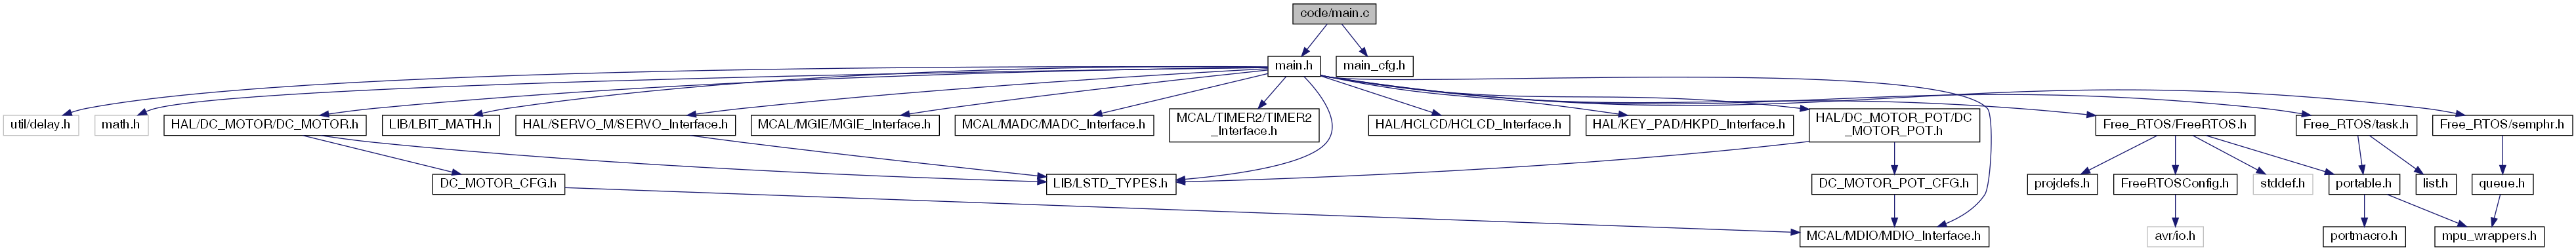 code/main.c
main.h
main_cfg.h
util/delay.h
math.h
HAL/DC_MOTOR/DC_MOTOR.h
LIB/LBIT_MATH.h
HAL/SERVO_M/SERVO_Interface.h
MCAL/MGIE/MGIE_Interface.h
MCAL/MADC/MADC_Interface.h
MCAL/TIMER2/TIMER2
_Interface.h
HAL/HCLCD/HCLCD_Interface.h
HAL/KEY_PAD/HKPD_Interface.h
HAL/DC_MOTOR_POT/DC
_MOTOR_POT.h
Free_RTOS/FreeRTOS.h
Free_RTOS/task.h
Free_RTOS/semphr.h
DC_MOTOR_CFG.h
LIB/LSTD_TYPES.h
DC_MOTOR_POT_CFG.h
projdefs.h
FreeRTOSConfig.h
stddef.h
portable.h
list.h
queue.h
MCAL/MDIO/MDIO_Interface.h
avr/io.h
portmacro.h
mpu_wrappers.h